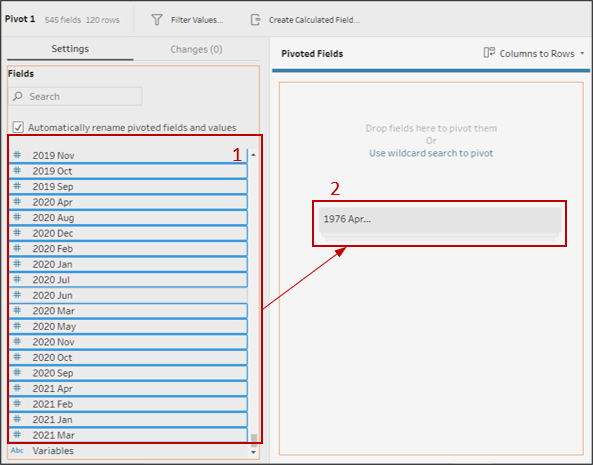 Pivot 1 545 fields 120 rows Filter Values... Create Calculated Field...
Settings Changes (0)
Fields
Search
Automatically rename pivoted fields and values
1
# 2019 Nov
# 2019 Oct
# 2019 Sep
# 2020 Apr
# 2020 Aug
# 2020 Dec
# 2020 Feb
# 2020 Jan
# 2020 Jul
# 2020 Jun
# 2020 Mar
# 2020 May
# 2020 Nov
# 2020 Oct
# 2020 Sep
# 2021 Apr
# 2021 Feb
# 2021 Jan
# 2021 Mar
Abc Variables
Pivoted Fields Columns to Rows
Drop fields here to pivot them
Or
Use wildcard search to pivot
2
1976 Apr...